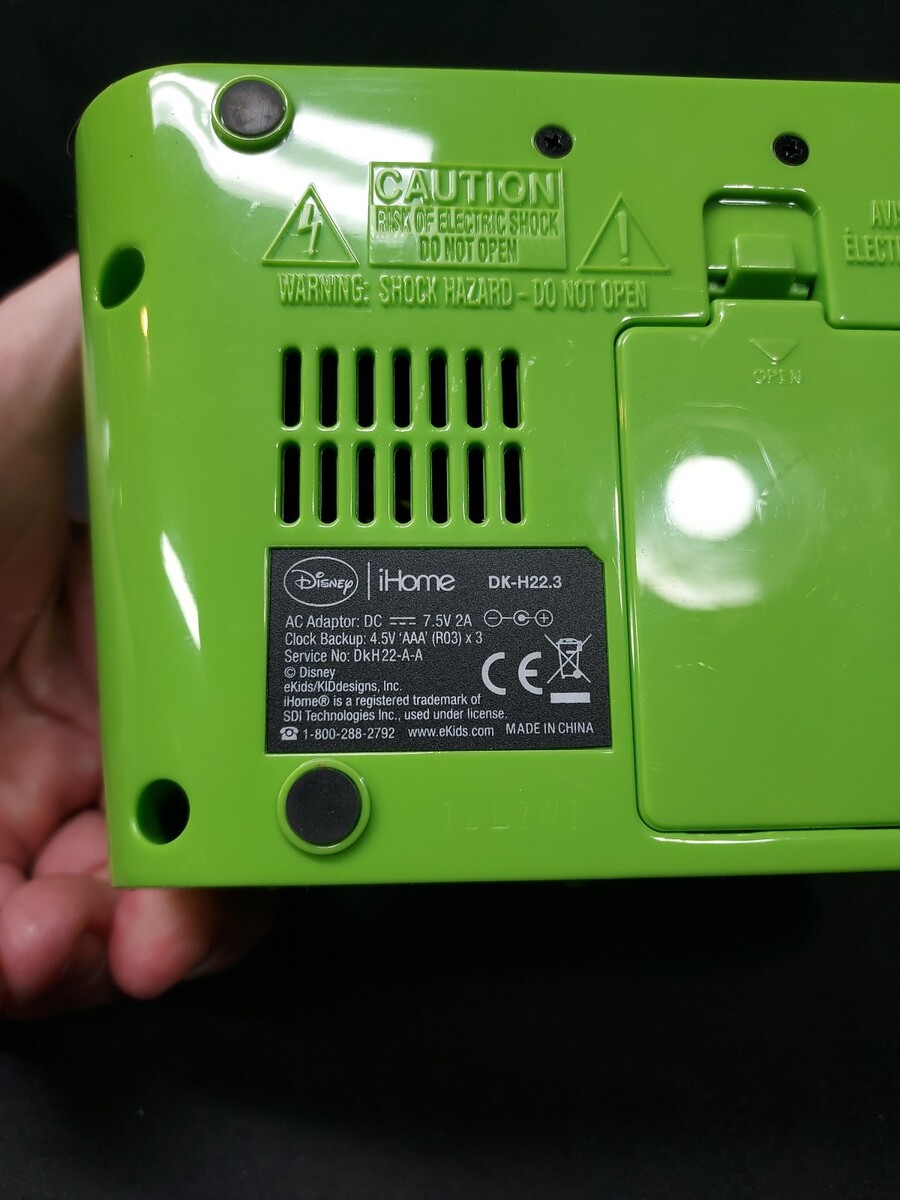 CAUTION
RISK OF ELECTRIC SHOCK
DO NOT OPEN
WARNING: SHOCK HAZARD - DO NOT OPEN
AVIS
ÉLECT
OPEN
Disney | iHome DK-H22.3
AC Adaptor: DC 7.5V 2A
Clock Backup: 4.5V 'AAA' (R03) x 3
Service No: DkH22-A-A
© Disney
eKids/KIDdesigns, Inc.
iHome® is a registered trademark of
SDI Technologies Inc., used under license.
1-800-288-2792 www.eKids.com MADE IN CHINA
CE